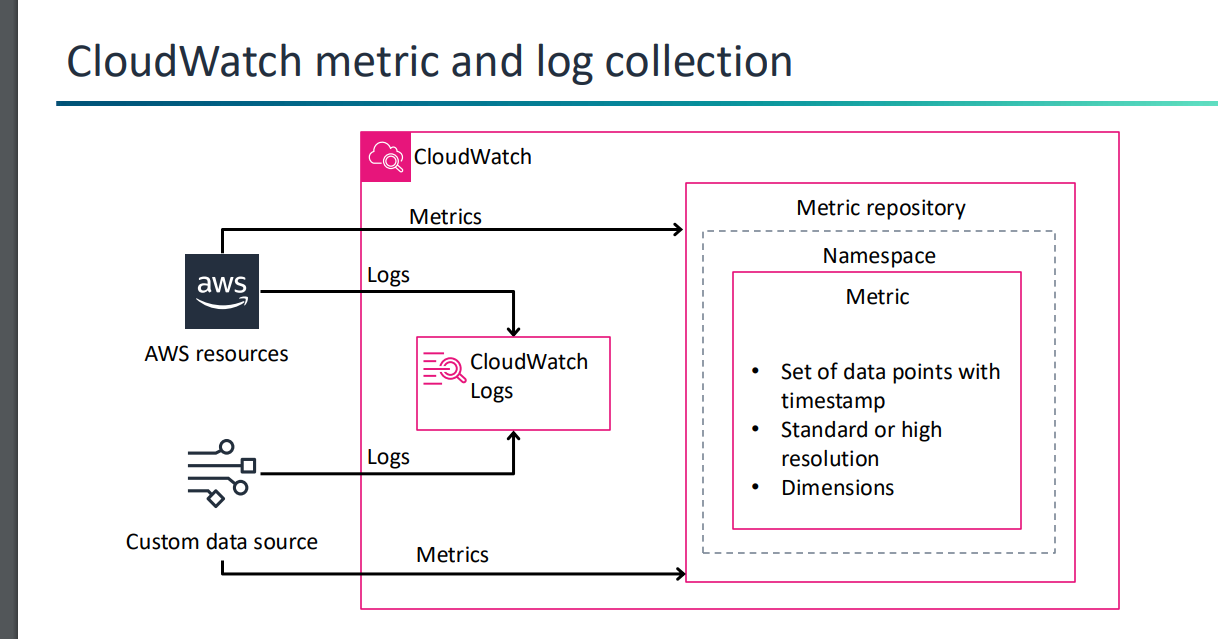 CloudWatch metric and log collection
CloudWatch
Metrics
Metric repository
Namespace
Metric
aws
Logs
AWS resources
CloudWatch
Logs
• Set of data points with
timestamp
• Standard or high
resolution
• Dimensions
Logs
Custom data source
Metrics